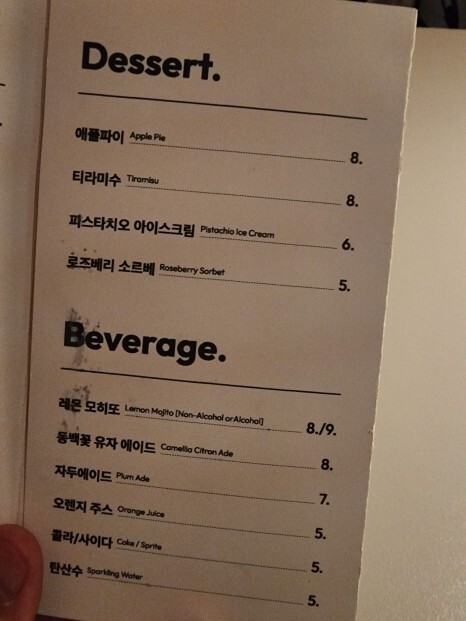 Dessert.
애플파이 Apple Pie 8.
티라미수 Tiramisu 8.
피스타치오 아이스크림 Pistachio Ice Cream 6.
로즈베리 소르베 Roseberry Sorbet 5.
Beverage.
레몬 모히또 Lemon Mojito [Non-Alcohol or Alcohol] 8./9.
동백꽃 유자 에이드 Camellia Citron Ade 8.
자두에이드 Plum Ade 7.
오렌지 주스 Orange Juice 5.
콜라/사이다 Coke / Sprite 5.
탄산수 Sparkling Water 5.